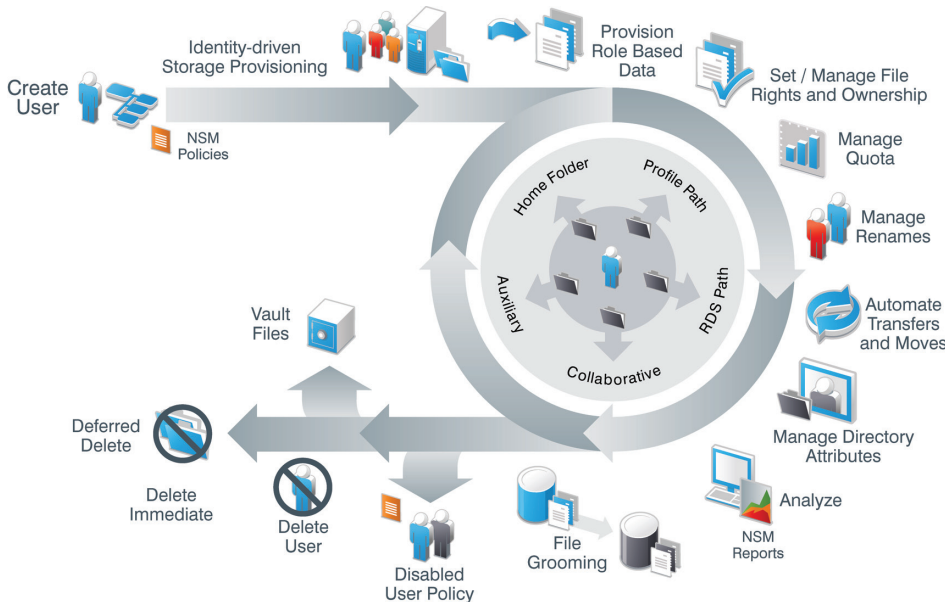 Create
User
NSM
Policies
Identity-driven
Storage Provisioning
Provision
Role Based
Data
Set / Manage File
Rights and Ownership
Manage
Quota
Manage
Renames
Automate
Transfers
and Moves
Manage Directory
Attributes
Analyze
NSM
Reports
File
Grooming
Disabled
User Policy
Delete
User
Delete
Immediate
Deferred
Delete
Vault
Files
Home Folder
Profile Path
RDS Path
Collaborative
Auxiliary